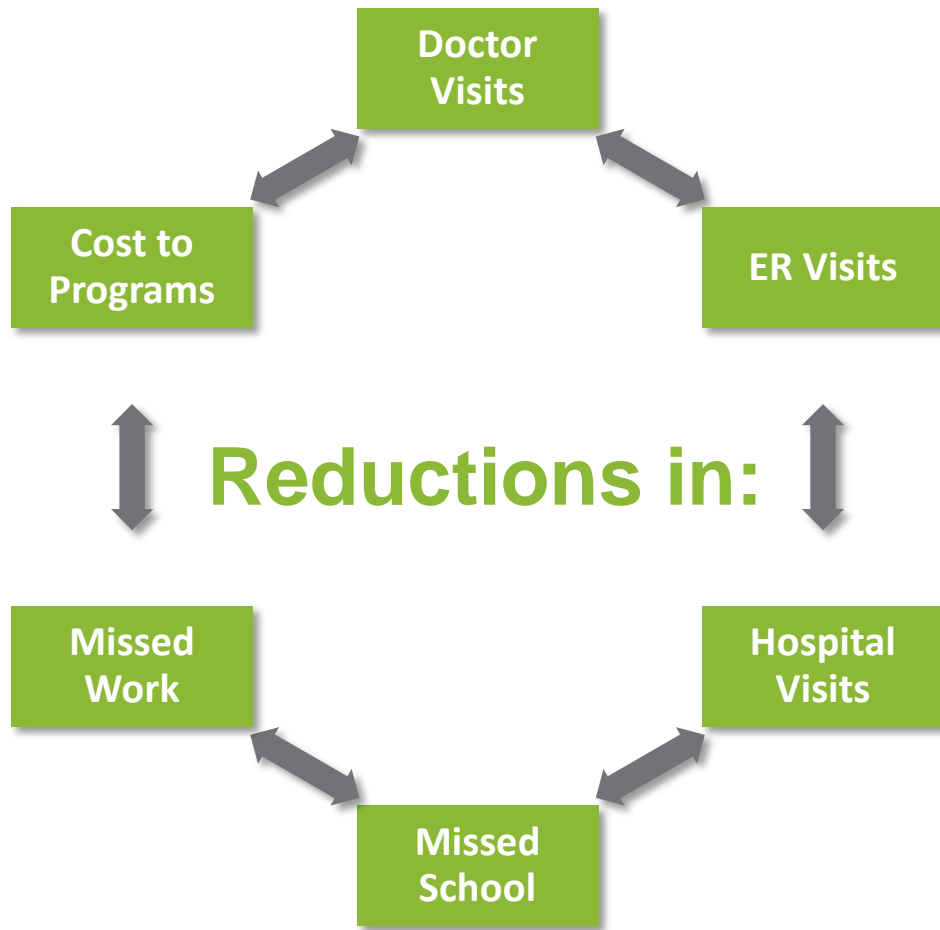 Doctor
Visits
Cost to
Programs
ER Visits
Reductions in:
Missed
Work
Hospital
Visits
Missed
School